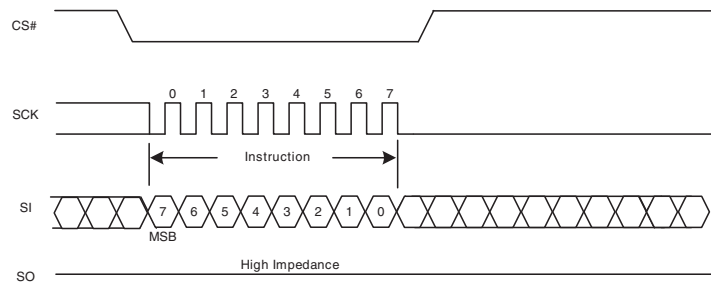 CS#
0 1 2 3 4 5 6 7
SCK
Instruction
SI
7 6 5 4 3 2 1 0
MSB
High Impedance
SO